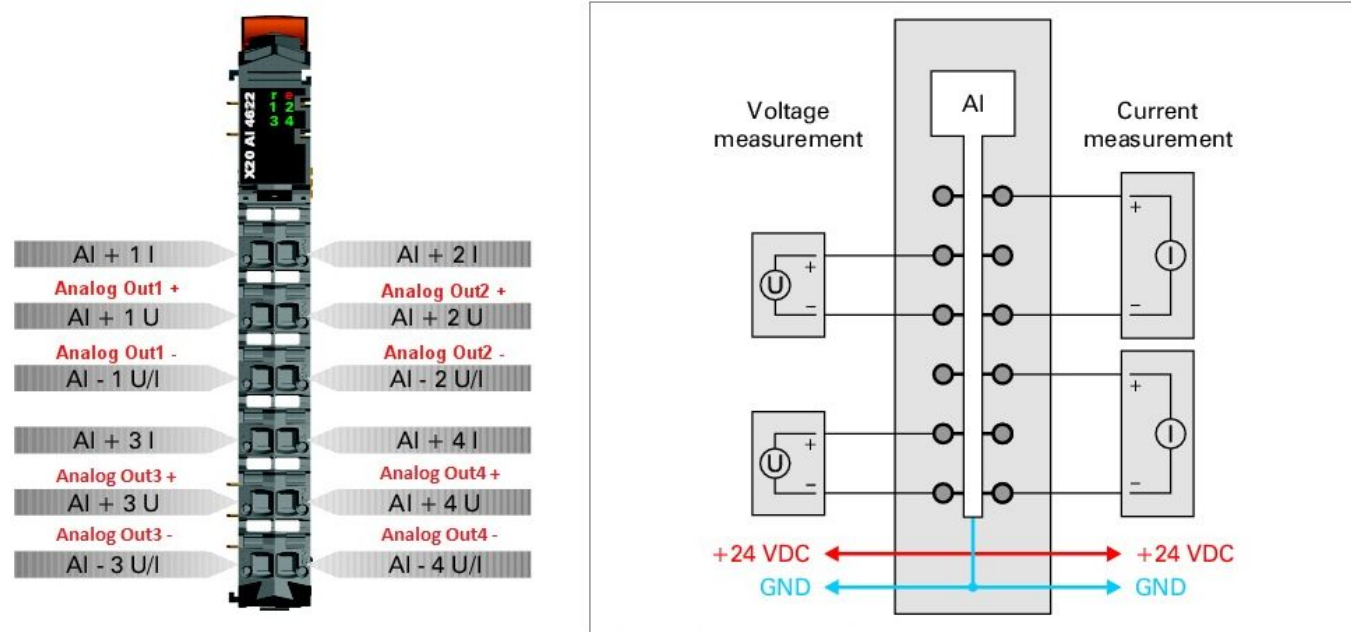 X20 AI 4622
r e
1 2
3 4
AI + 1 I
AI + 2 I
Analog Out1 +
Analog Out2 +
AI + 1 U
AI + 2 U
Analog Out1 -
Analog Out2 -
AI - 1 U/I
AI - 2 U/I
AI + 3 I
AI + 4 I
Analog Out3 +
Analog Out4 +
AI + 3 U
AI + 4 U
Analog Out3 -
Analog Out4 -
AI - 3 U/I
AI - 4 U/I
AI
Voltage
measurement
Current
measurement
+
I
−
U
+
−
+
I
−
U
+
−
+24 VDC
+24 VDC
GND
GND